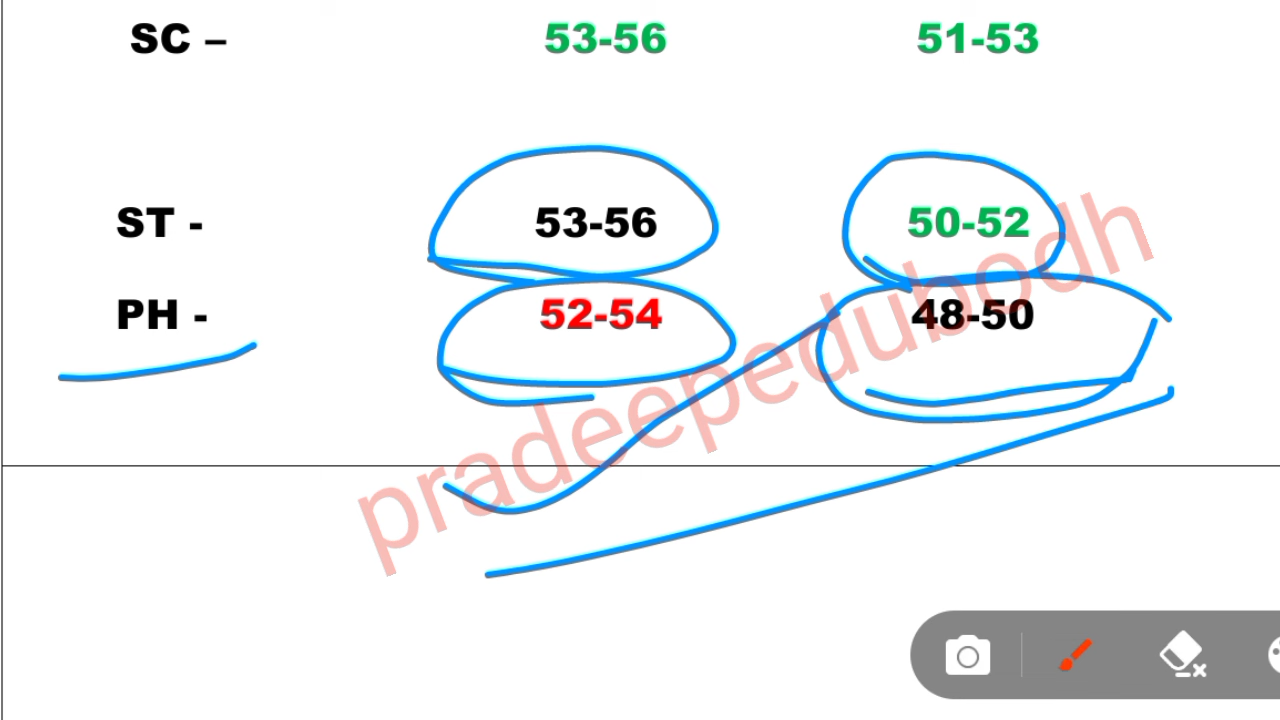 SC – 53-56 51-53
ST - 53-56 50-52
PH - 52-54 48-50
pradeepedubodh